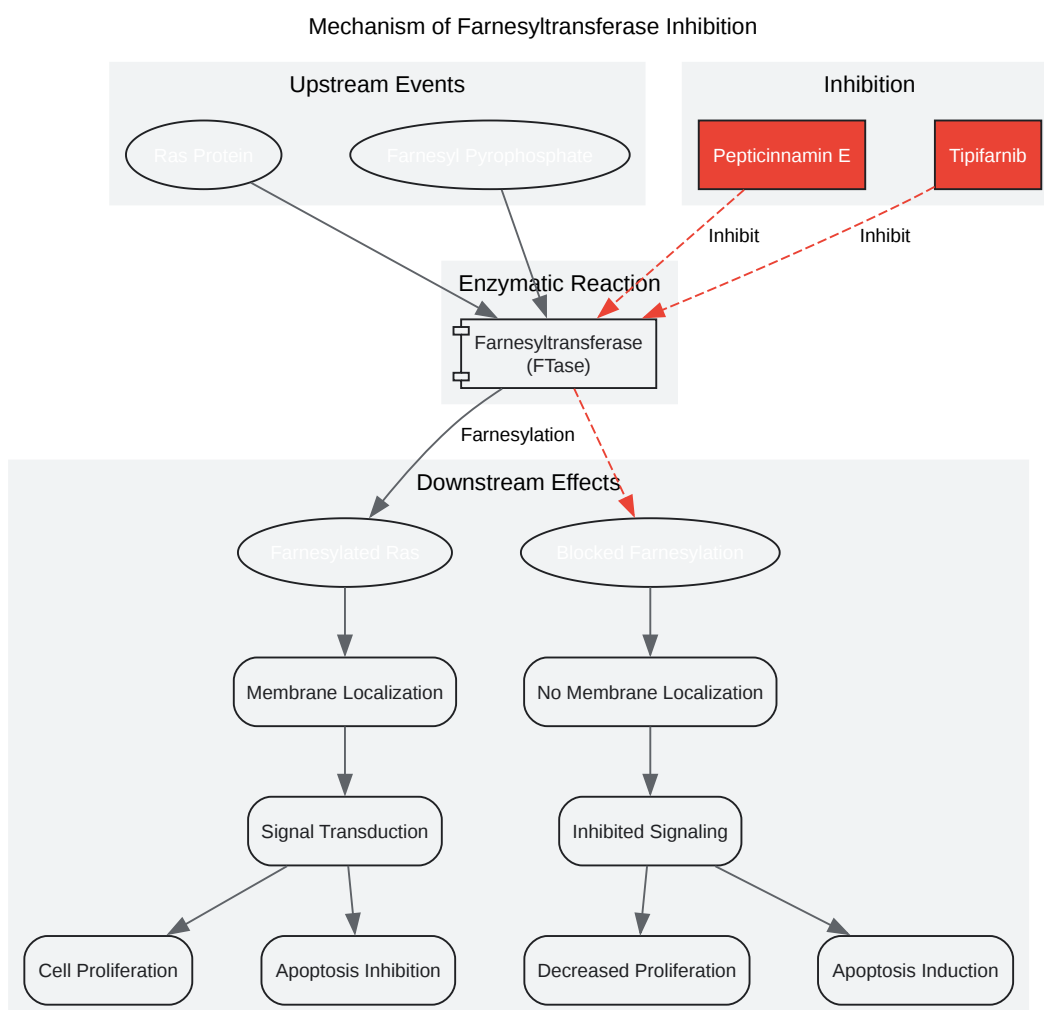 Mechanism of Farnesyltransferase Inhibition
Upstream Events
Inhibition
Ras Protein
Farnesyl Pyrophosphate
Pepticinnamin E
Tipifarnib
Inhibit
Inhibit
Enzymatic Reaction
Farnesyltransferase
(FTase)
Farnesylation
Downstream Effects
Farnesylated Ras
Blocked Farnesylation
Membrane Localization
No Membrane Localization
Signal Transduction
Inhibited Signaling
Cell Proliferation
Apoptosis Inhibition
Decreased Proliferation
Apoptosis Induction